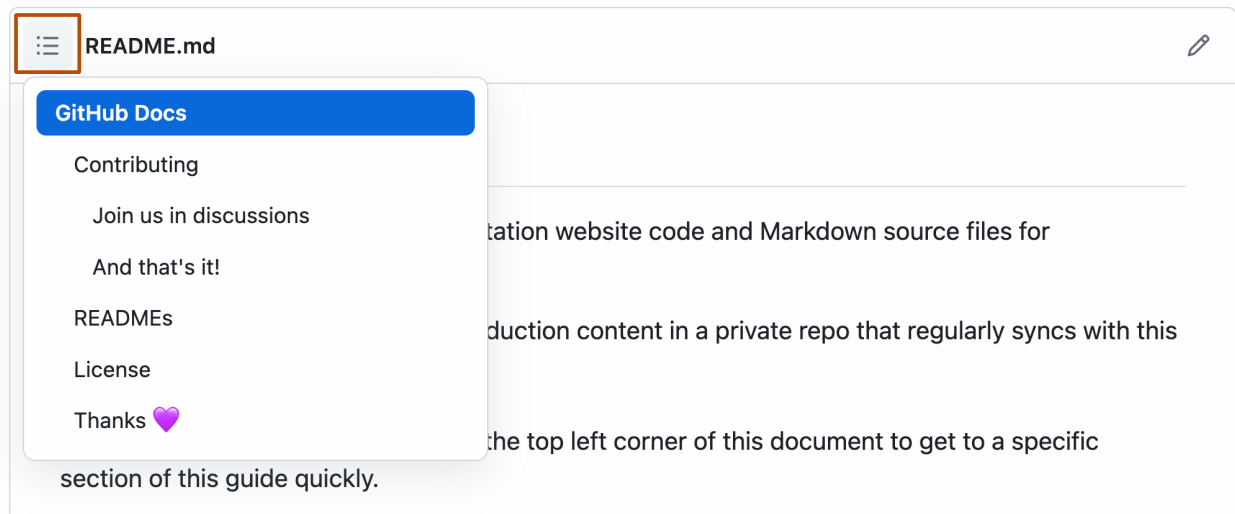 README.md
GitHub Docs
Contributing
Join us in discussions
And that's it!
READMEs
License
Thanks 💜
website code and Markdown source files for
content in a private repo that regularly syncs with this
the top left corner of this document to get to a specific
section of this guide quickly.